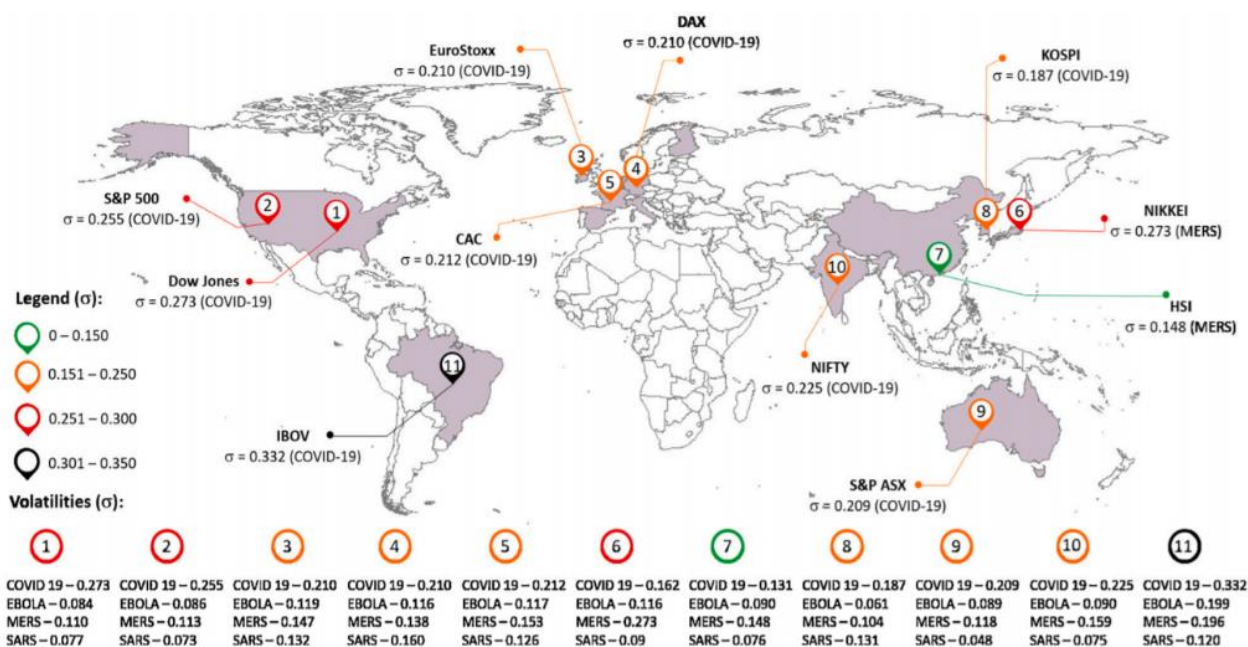 DAX
σ = 0.210 (COVID-19)
EuroStoxx
σ = 0.210 (COVID-19)
KOSPI
σ = 0.187 (COVID-19)
3
4
5
S&P 500
σ = 0.255 (COVID-19)
2
1
8
6
NIKKEI
σ = 0.273 (MERS)
CAC
σ = 0.212 (COVID-19)
7
10
Dow Jones
σ = 0.273 (COVID-19)
HSI
σ = 0.148 (MERS)
Legend (σ):
0 – 0.150
0.151 – 0.250
0.251 – 0.300
0.301 – 0.350
11
NIFTY
σ = 0.225 (COVID-19)
9
IBOV
σ = 0.332 (COVID-19)
S&P ASX
σ = 0.209 (COVID-19)
Volatilities (σ):
1 2 3 4 5 6 7 8 9 10 11
COVID 19 – 0.273 COVID 19 – 0.255 COVID 19 – 0.210 COVID 19 – 0.210 COVID 19 – 0.212 COVID 19 – 0.162 COVID 19 – 0.131 COVID 19 – 0.187 COVID 19 – 0.209 COVID 19 – 0.225 COVID 19 – 0.332
EBOLA – 0.084 EBOLA – 0.086 EBOLA – 0.119 EBOLA – 0.116 EBOLA – 0.117 EBOLA – 0.116 EBOLA – 0.090 EBOLA – 0.061 EBOLA – 0.089 EBOLA – 0.090 EBOLA – 0.199
MERS – 0.110 MERS – 0.113 MERS – 0.147 MERS – 0.138 MERS – 0.153 MERS – 0.273 MERS – 0.148 MERS – 0.104 MERS – 0.118 MERS – 0.159 MERS – 0.196
SARS – 0.077 SARS – 0.073 SARS – 0.132 SARS – 0.160 SARS – 0.126 SARS – 0.09 SARS – 0.076 SARS – 0.131 SARS – 0.048 SARS – 0.075 SARS – 0.120